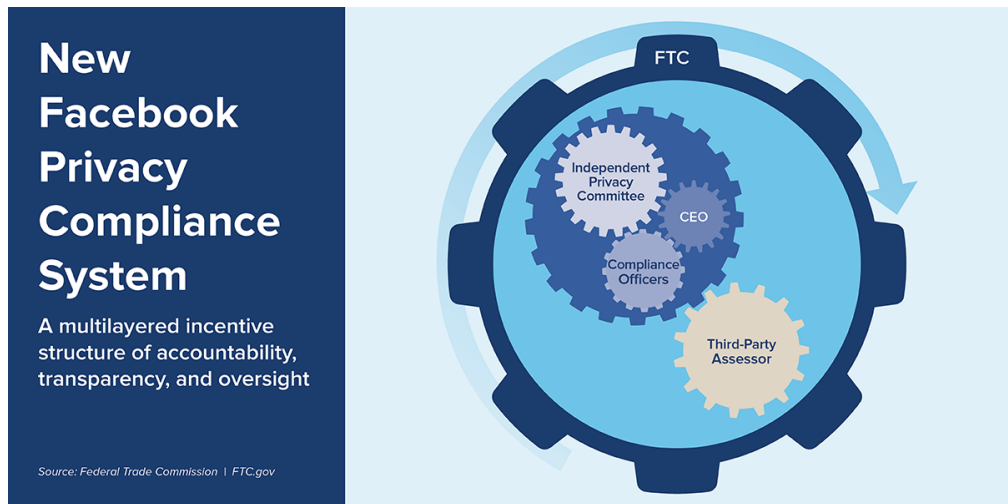 New
Facebook
Privacy
Compliance
System
A multilayered incentive
structure of accountability,
transparency, and oversight
Source: Federal Trade Commission | FTC.gov
FTC
Independent
Privacy
Committee
CEO
Compliance
Officers
Third-Party
Assessor